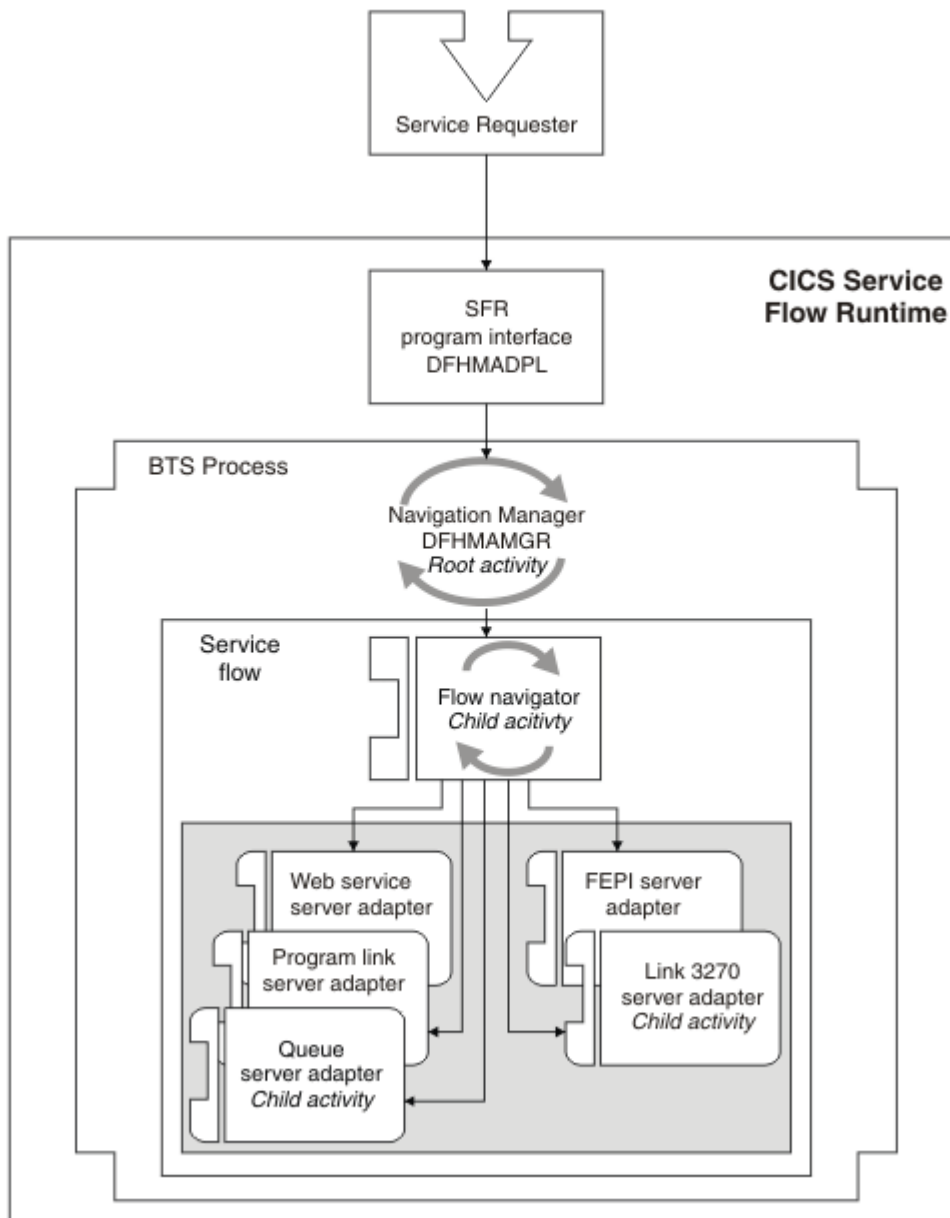 Service Requester
CICS Service
Flow Runtime
SFR
program interface
DFHMADPL
BTS Process
Navigation Manager
DFHMAMGR
Root activity
Service
flow
Flow navigator
Child acitivty
Web service
server adapter
FEPI server
adapter
Program link
server adapter
Link 3270
server adapter
Child activity
Queue
server adapter
Child activity